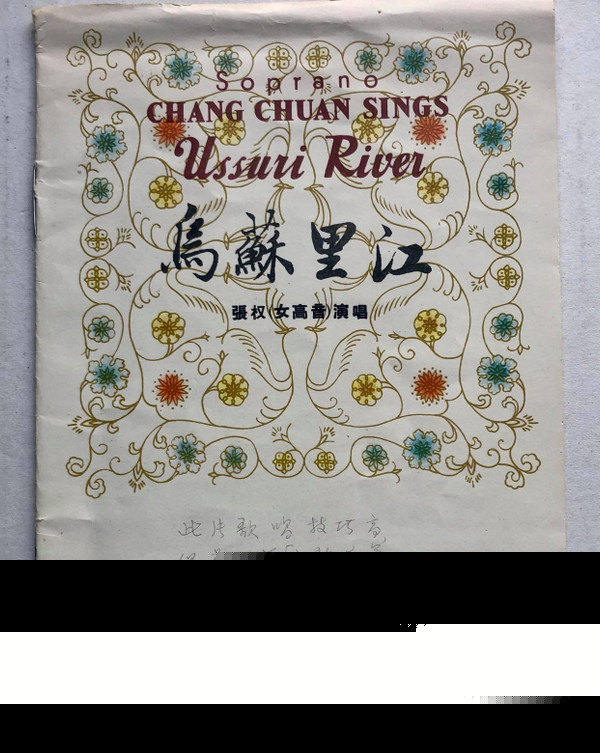 Soprano
CHANG CHUAN SINGS
Ussuri River
烏蘇里江
張权(女高音)演唱
此片歌唱技巧高